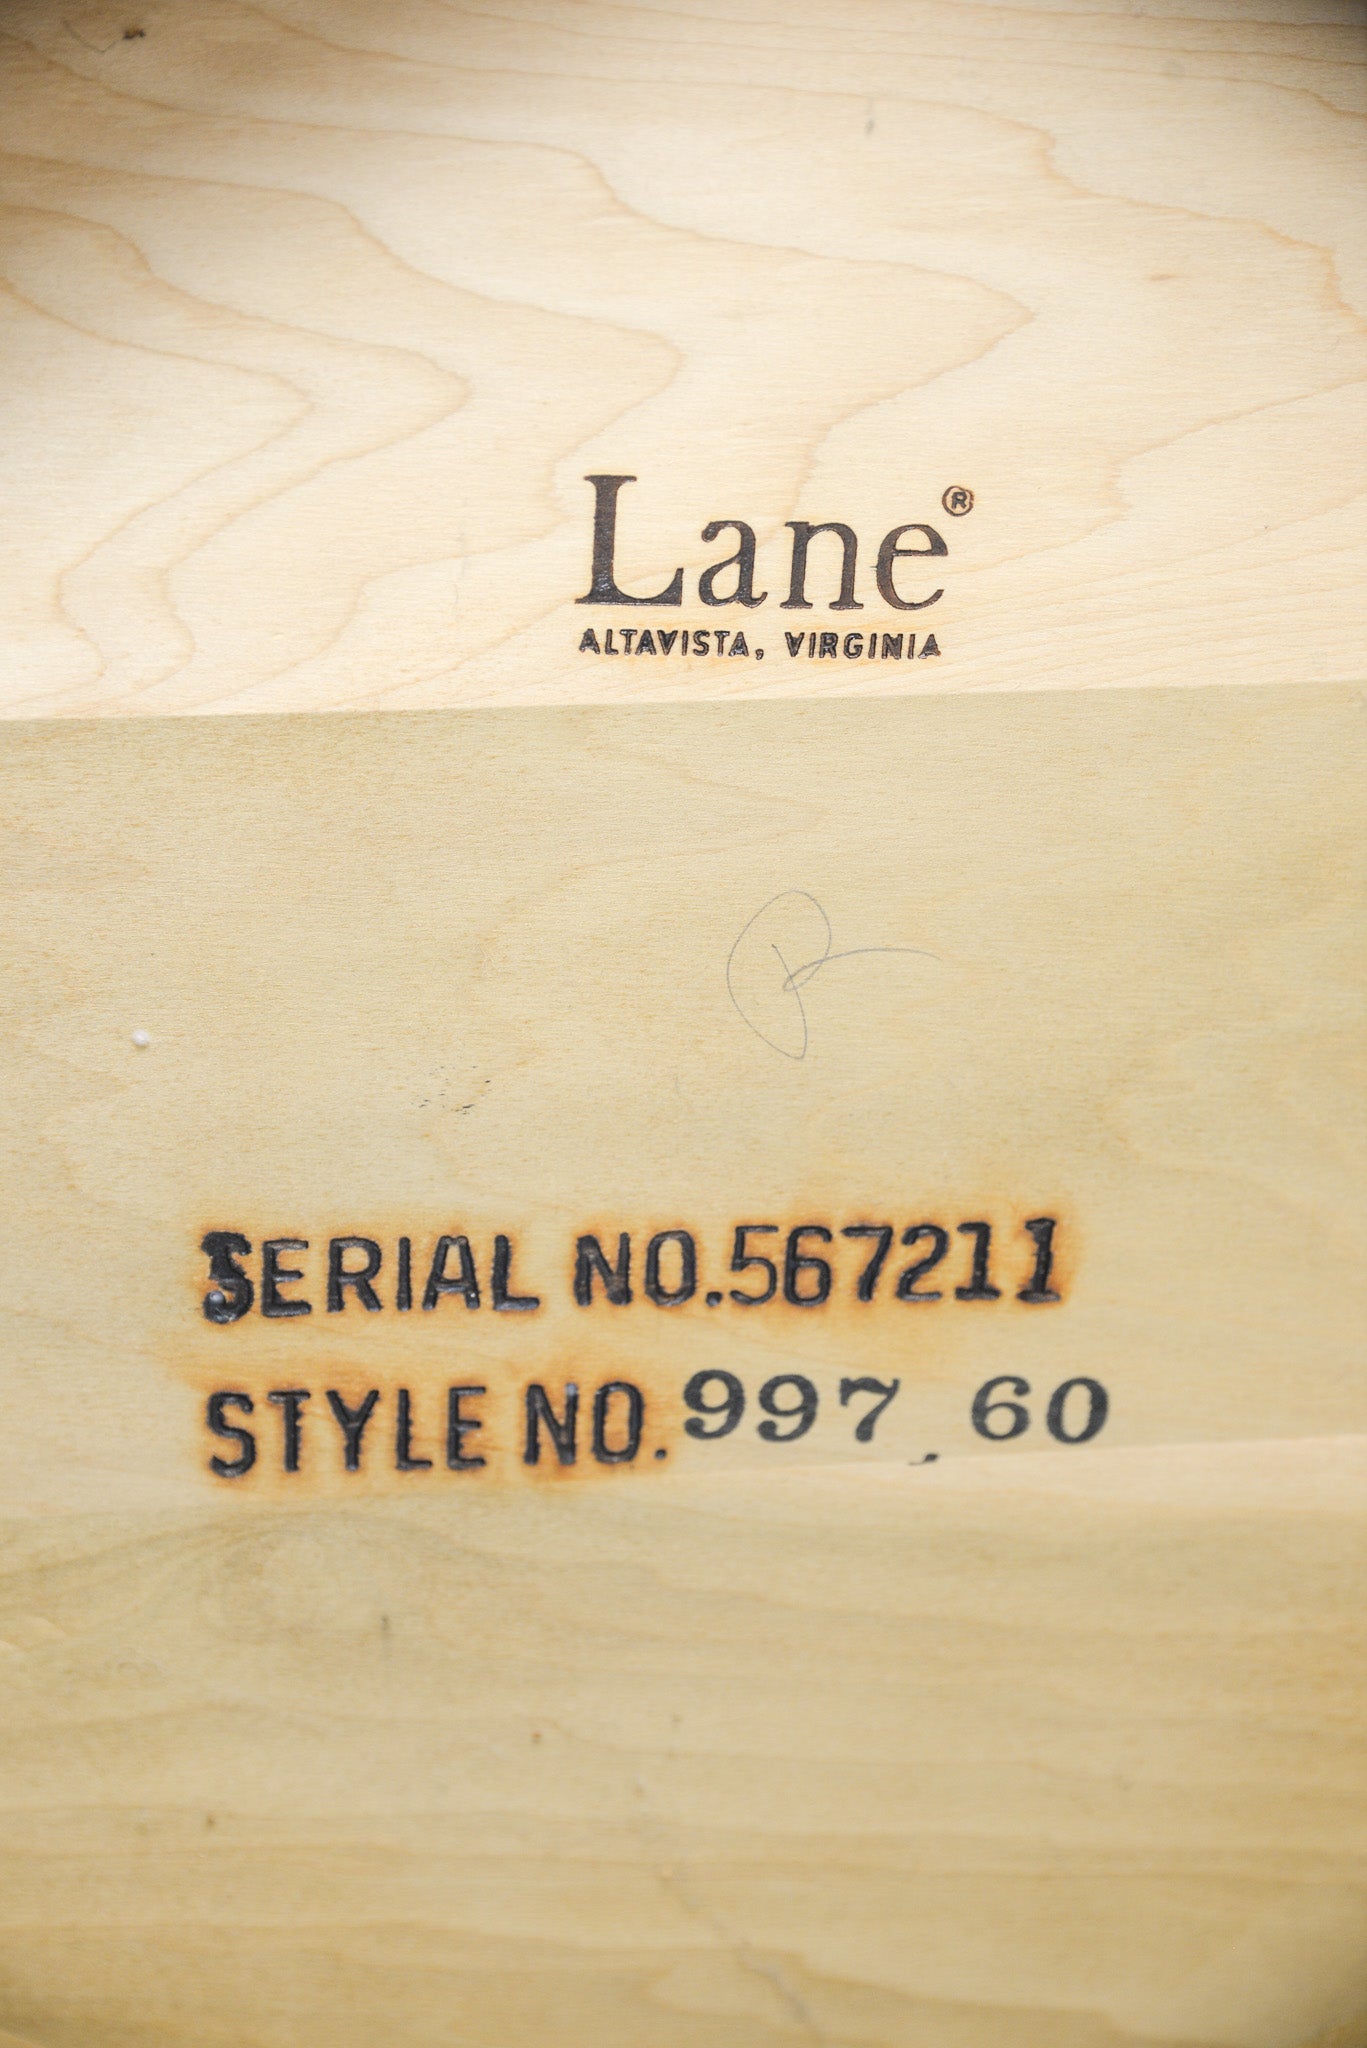 Lane®
ALTAVISTA, VIRGINIA
SERIAL NO.567211
STYLE NO. 997 60